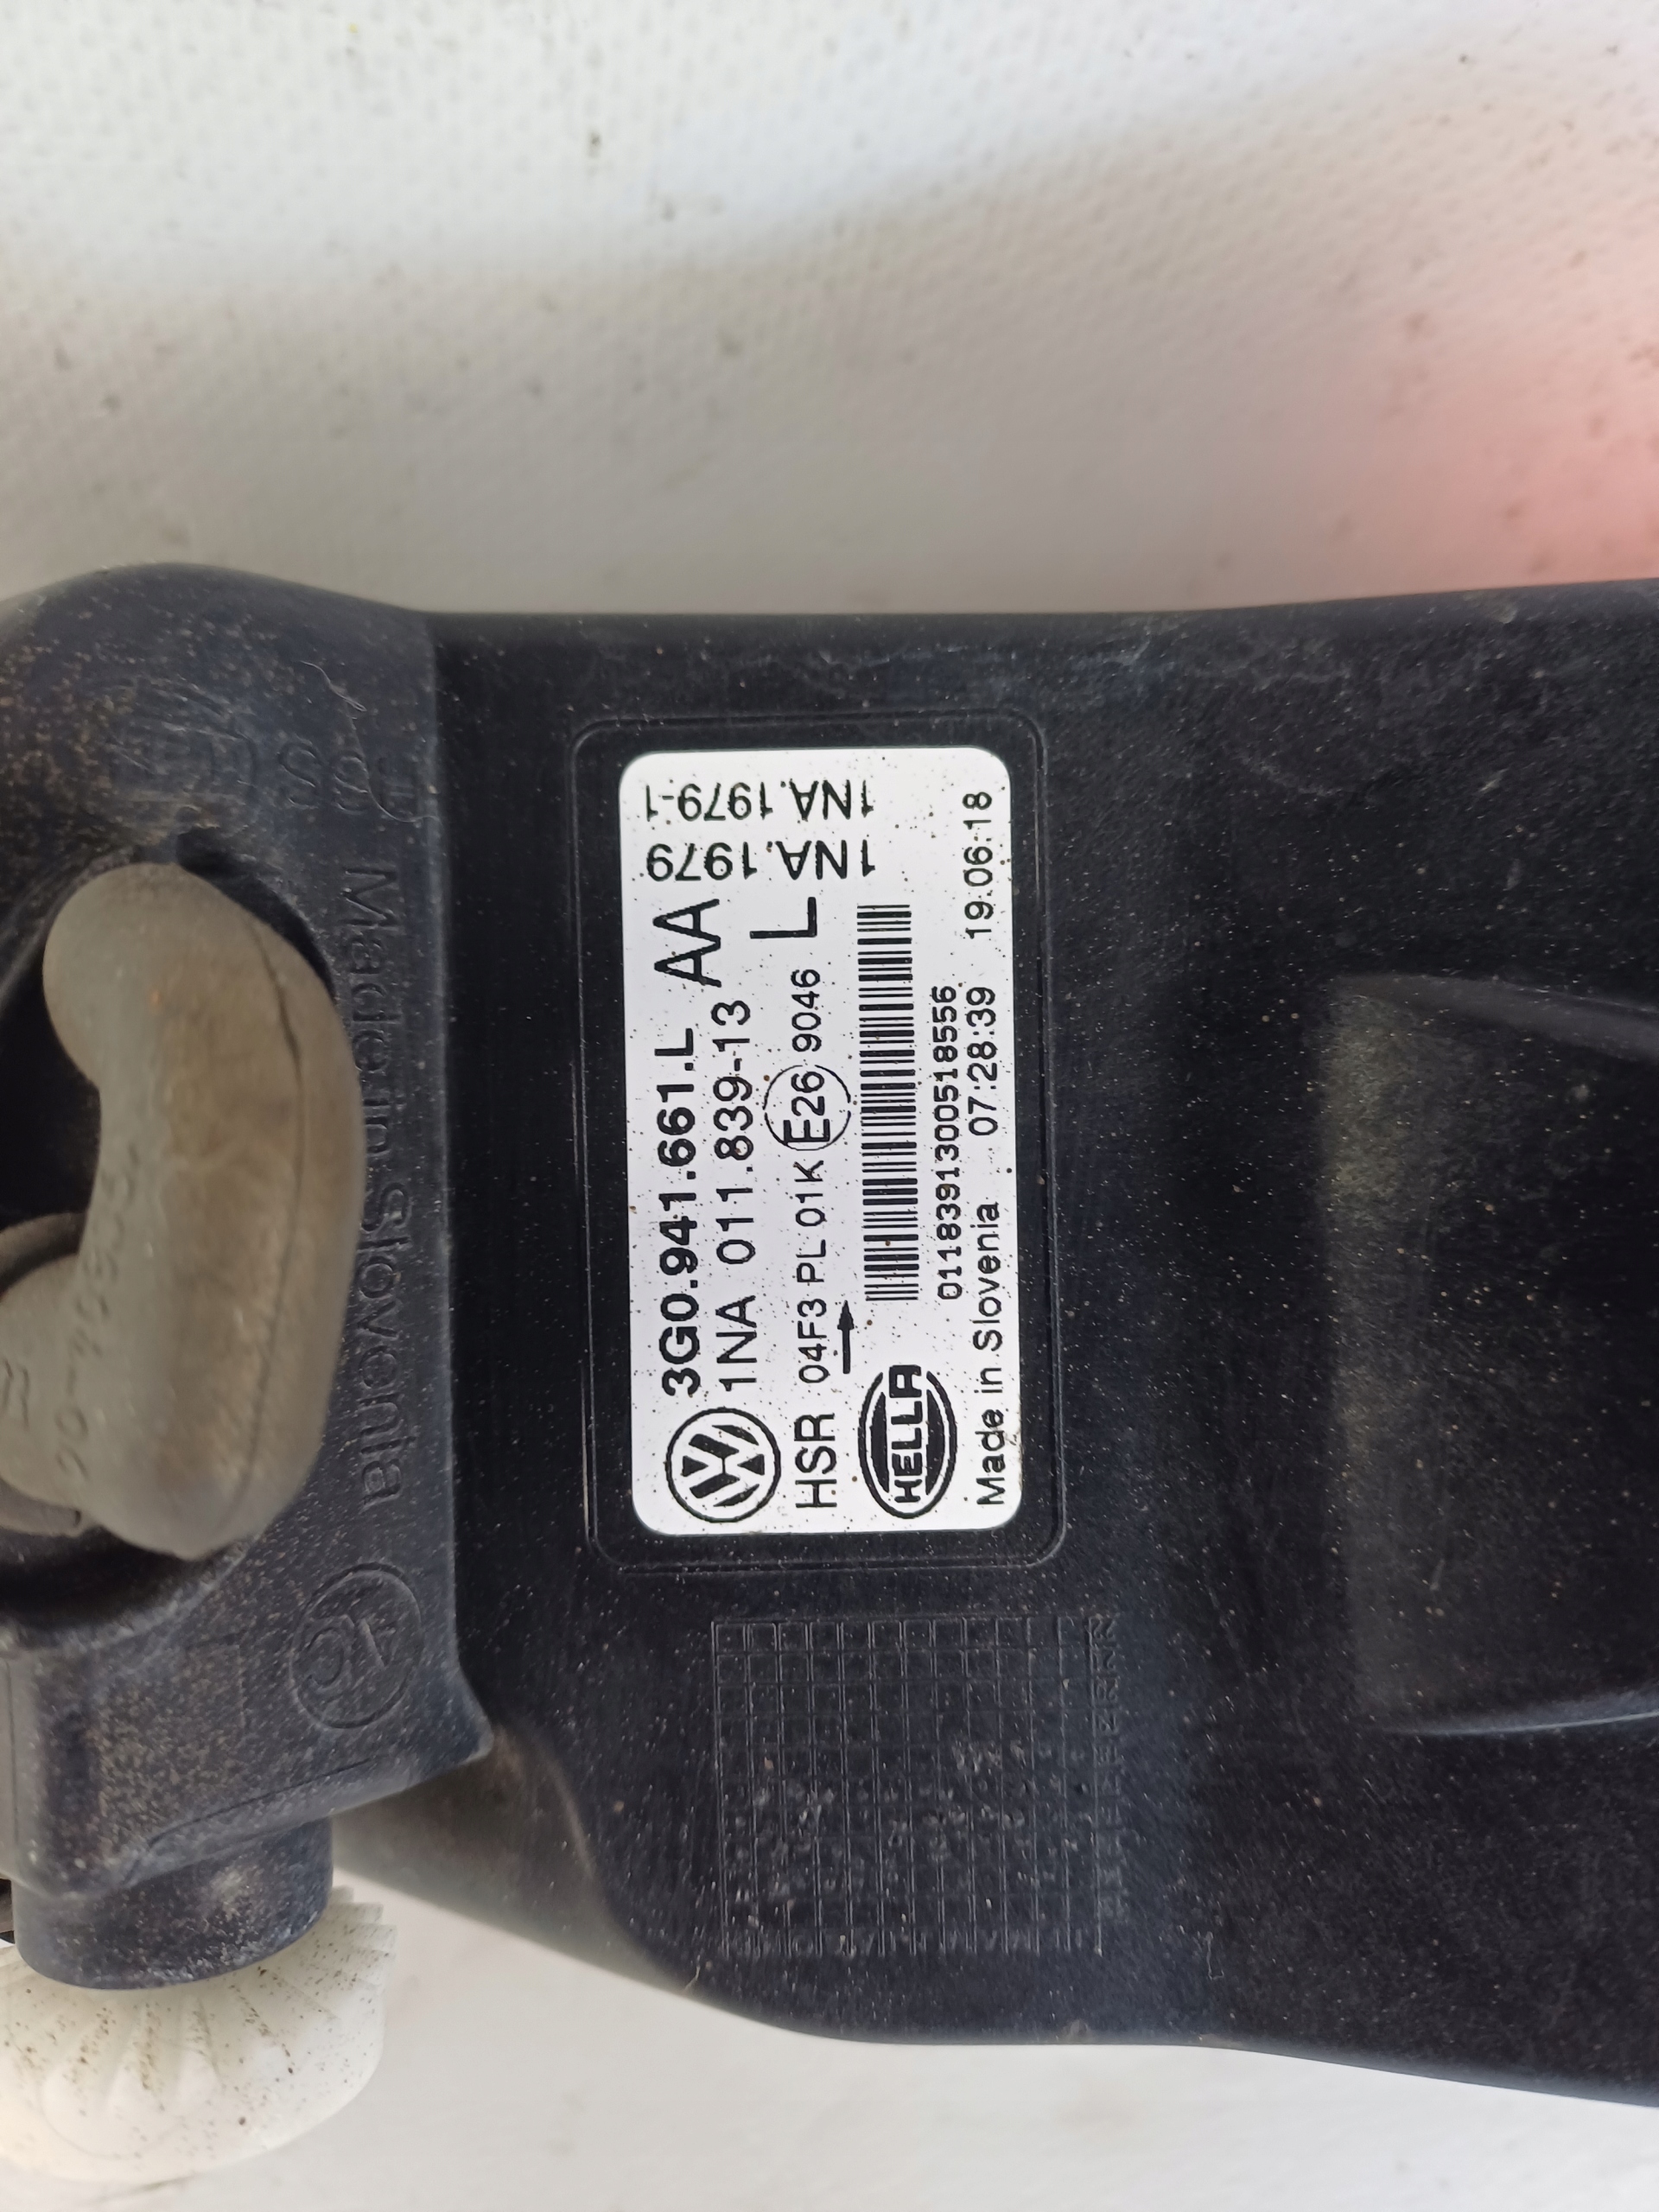 3G0.941.661.L AA
1NA 011.839-13
HSR 04F3 PL 01K E26 9046 L
HELLA
0118391300518556
Made in Slovenia 07:28:39 19.06.18
1NA.1979
1NA.1979-1
Made in Slovenia